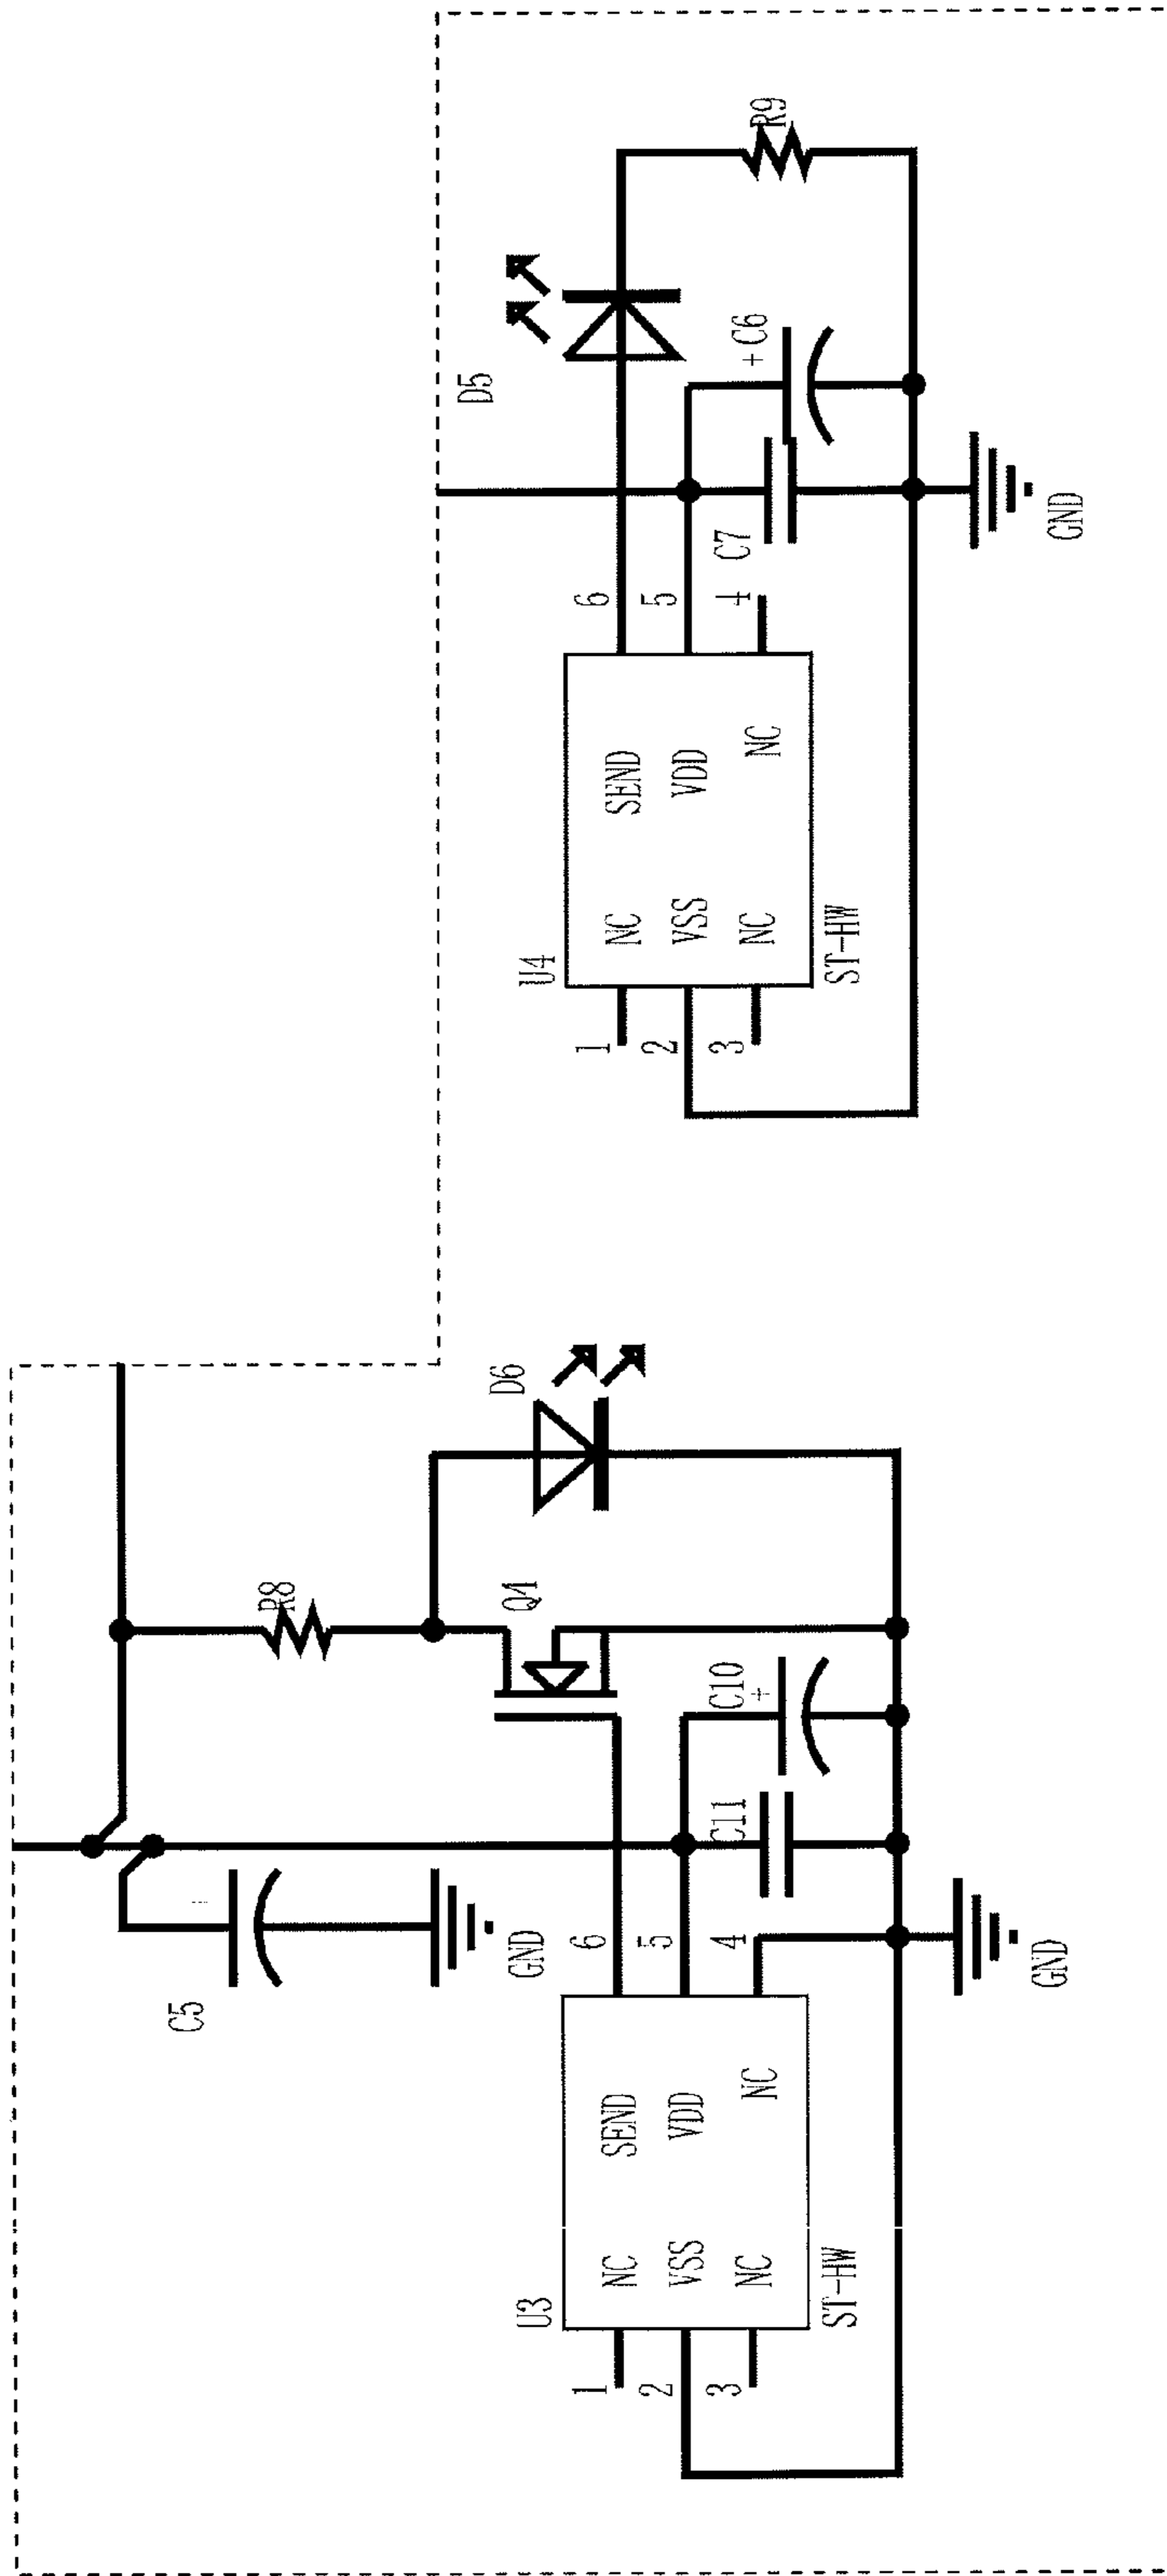 U3
1
2
3
NC
VSS
NC
SEND
VDD
NC
6
5
4
ST-HW
C5
+
GND
C11
C10
+
GND
R8
Q4
D6
U4
1
2
3
NC
VSS
NC
SEND
VDD
NC
6
5
4
ST-HW
D5
C7
+ C6
R9
GND